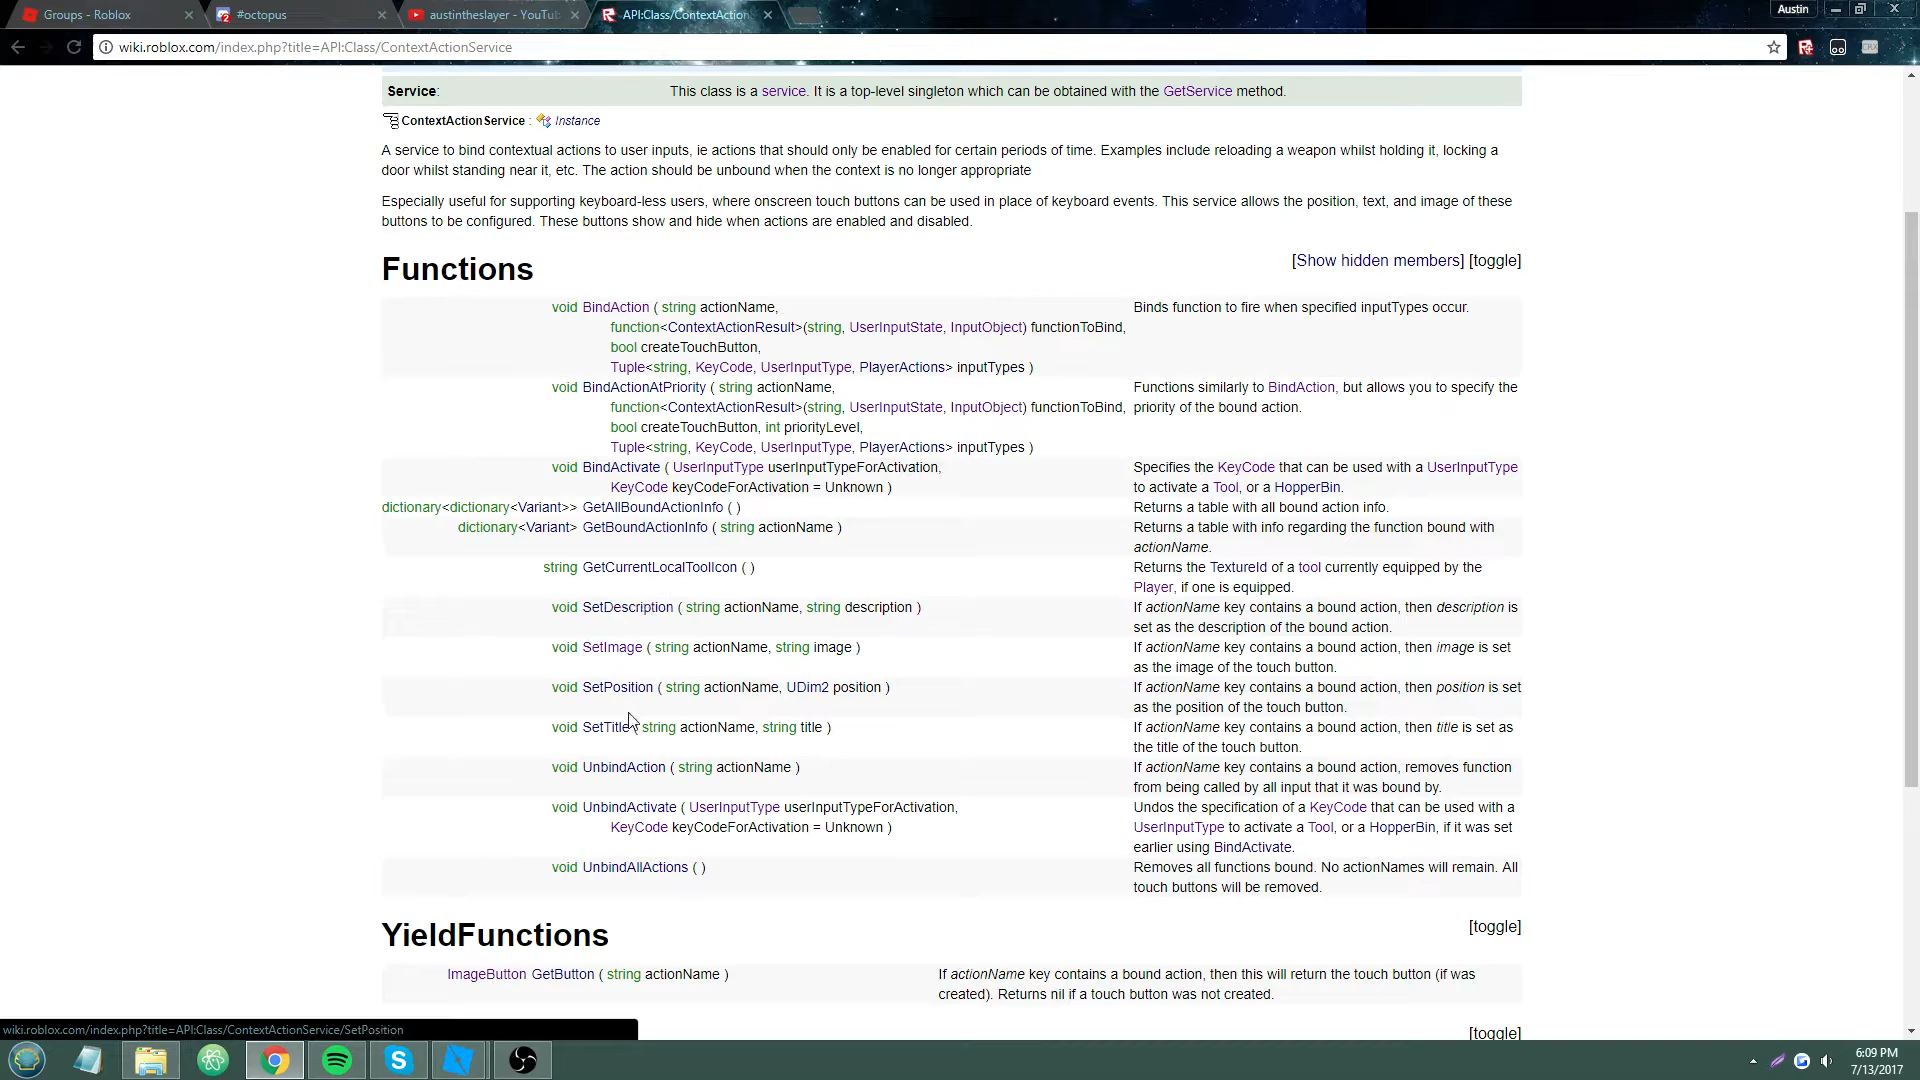 Groups - Roblox
#octopus
austintheslayer - YouTu
API:Class/ContextAction
Austin
wiki.roblox.com/index.php?title=API:Class/ContextActionService
Service: This class is a service. It is a top-level singleton which can be obtained with the GetService method.
ContextActionService : Instance
A service to bind contextual actions to user inputs, ie actions that should only be enabled for certain periods of time. Examples include reloading a weapon whilst holding it, locking a
door whilst standing near it, etc. The action should be unbound when the context is no longer appropriate
Especially useful for supporting keyboard-less users, where onscreen touch buttons can be used in place of keyboard events. This service allows the position, text, and image of these
buttons to be configured. These buttons show and hide when actions are enabled and disabled.
Functions [Show hidden members] [toggle]
void BindAction ( string actionName, Binds function to fire when specified inputTypes occur.
function<ContextActionResult>(string, UserInputState, InputObject) functionToBind,
bool createTouchButton,
Tuple<string, KeyCode, UserInputType, PlayerActions> inputTypes )
void BindActionAtPriority ( string actionName, Functions similarly to BindAction, but allows you to specify the
function<ContextActionResult>(string, UserInputState, InputObject) functionToBind, priority of the bound action.
bool createTouchButton, int priorityLevel,
Tuple<string, KeyCode, UserInputType, PlayerActions> inputTypes )
void BindActivate ( UserInputType userInputTypeForActivation, Specifies the KeyCode that can be used with a UserInputType
KeyCode keyCodeForActivation = Unknown ) to activate a Tool, or a HopperBin.
dictionary<dictionary<Variant>> GetAllBoundActionInfo ( ) Returns a table with all bound action info.
dictionary<Variant> GetBoundActionInfo ( string actionName ) Returns a table with info regarding the function bound with
actionName.
string GetCurrentLocalToolIcon ( ) Returns the TextureId of a tool currently equipped by the
Player, if one is equipped.
void SetDescription ( string actionName, string description ) If actionName key contains a bound action, then description is
set as the description of the bound action.
void SetImage ( string actionName, string image ) If actionName key contains a bound action, then image is set
as the image of the touch button.
void SetPosition ( string actionName, UDim2 position ) If actionName key contains a bound action, then position is set
as the position of the touch button.
void SetTitle ( string actionName, string title ) If actionName key contains a bound action, then title is set as
the title of the touch button.
void UnbindAction ( string actionName ) If actionName key contains a bound action, removes function
from being called by all input that it was bound by.
void UnbindActivate ( UserInputType userInputTypeForActivation, Undos the specification of a KeyCode that can be used with a
KeyCode keyCodeForActivation = Unknown ) UserInputType to activate a Tool, or a HopperBin, if it was set
earlier using BindActivate.
void UnbindAllActions ( ) Removes all functions bound. No actionNames will remain. All
touch buttons will be removed.
YieldFunctions [toggle]
ImageButton GetButton ( string actionName ) If actionName key contains a bound action, then this will return the touch button (if was
created). Returns nil if a touch button was not created.
wiki.roblox.com/index.php?title=API:Class/ContextActionService/SetPosition
[toggle]
6:09 PM
7/13/2017